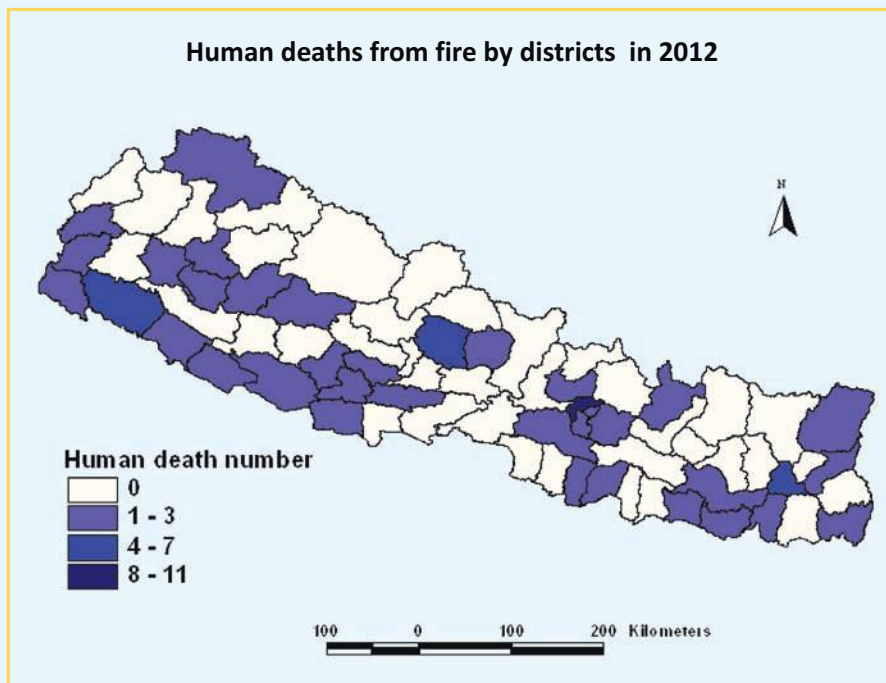 Human deaths from fire by districts in 2012
N
Human death number
0
1 - 3
4 - 7
8 - 11
100 0 100 200 Kilometers